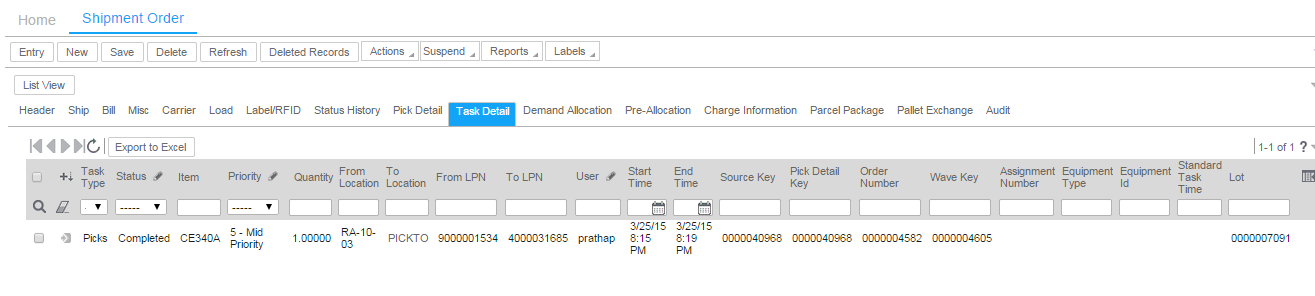 Home Shipment Order
Entry New Save Delete Refresh Deleted Records Actions Suspend Reports Labels
List View
Header Ship Bill Misc Carrier Load Label/RFID Status History Pick Detail Task Detail Demand Allocation Pre-Allocation Charge Information Parcel Package Pallet Exchange Audit
Export to Excel 1-1 of 1 ?
Task Type Status Item Priority Quantity From Location To Location From LPN To LPN User Start Time End Time Source Key Pick Detail Key Order Number Wave Key Assignment Number Equipment Type Equipment Id Standard Task Time Lot
----- -----
Picks Completed CE340A 5 - Mid Priority 1.00000 RA-10-03 PICKTO 9000001534 4000031685 prathap 3/25/15 8:15 PM 3/25/15 8:19 PM 0000040968 0000040968 0000004582 0000004605 0000007091